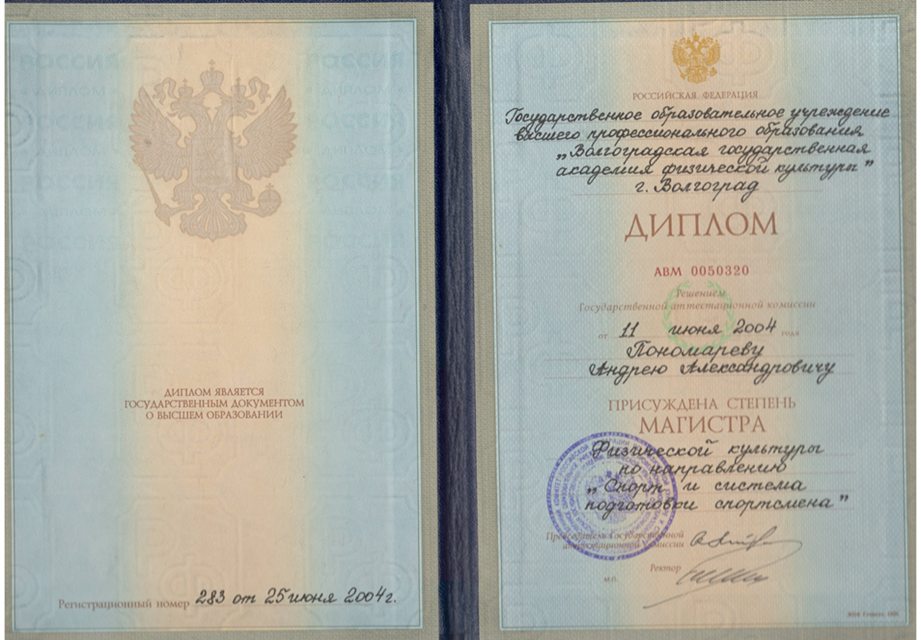 ДИПЛОМ ЯВЛЯЕТСЯ
ГОСУДАРСТВЕННЫМ ДОКУМЕНТОМ
О ВЫСШЕМ ОБРАЗОВАНИИ
Регистрационный номер 283 от 25 июня 2004г.
РОССИЙСКАЯ ФЕДЕРАЦИЯ
Государственное образовательное учреждение
высшего профессионального образования
„Волгоградская государственная
академия физической культуры"
г. Волгоград
ДИПЛОМ
АВМ 0050320
Решением
Государственной аттестационной комиссии
от 11 июня 2004 года
Пономареву
Андрею Александровичу
ПРИСУЖДЕНА СТЕПЕНЬ
МАГИСТРА
Физической культуры
по направлению
„Спорт и система
подготовки спортсмена"
Председатель Государственной
аттестационной комиссии
Ректор
М.П.